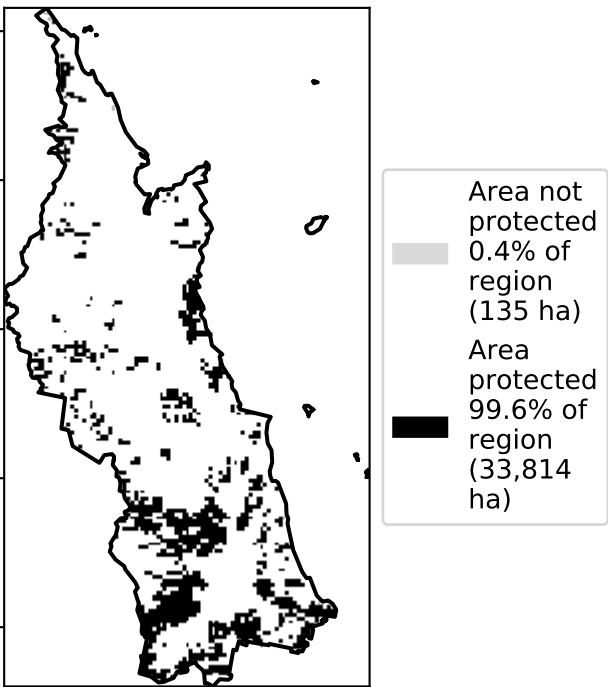 Area not
protected
0.4% of
region
(135 ha)
Area
protected
99.6% of
region
(33,814
ha)